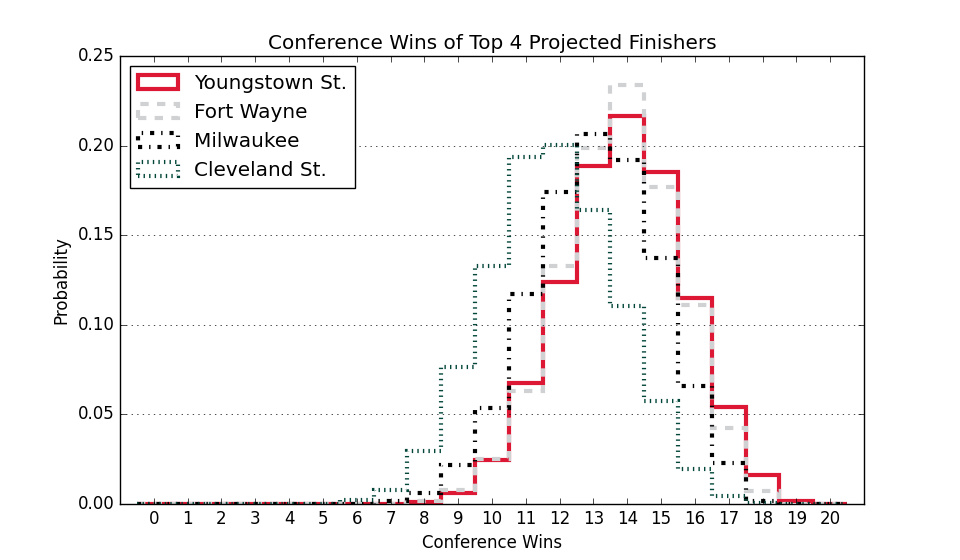 Conference Wins of Top 4 Projected Finishers
Youngstown St.
Fort Wayne
Milwaukee
Cleveland St.
0.25
0.20
0.15
0.10
0.05
0.00
Probability
0 1 2 3 4 5 6 7 8 9 10 11 12 13 14 15 16 17 18 19 20
Conference Wins